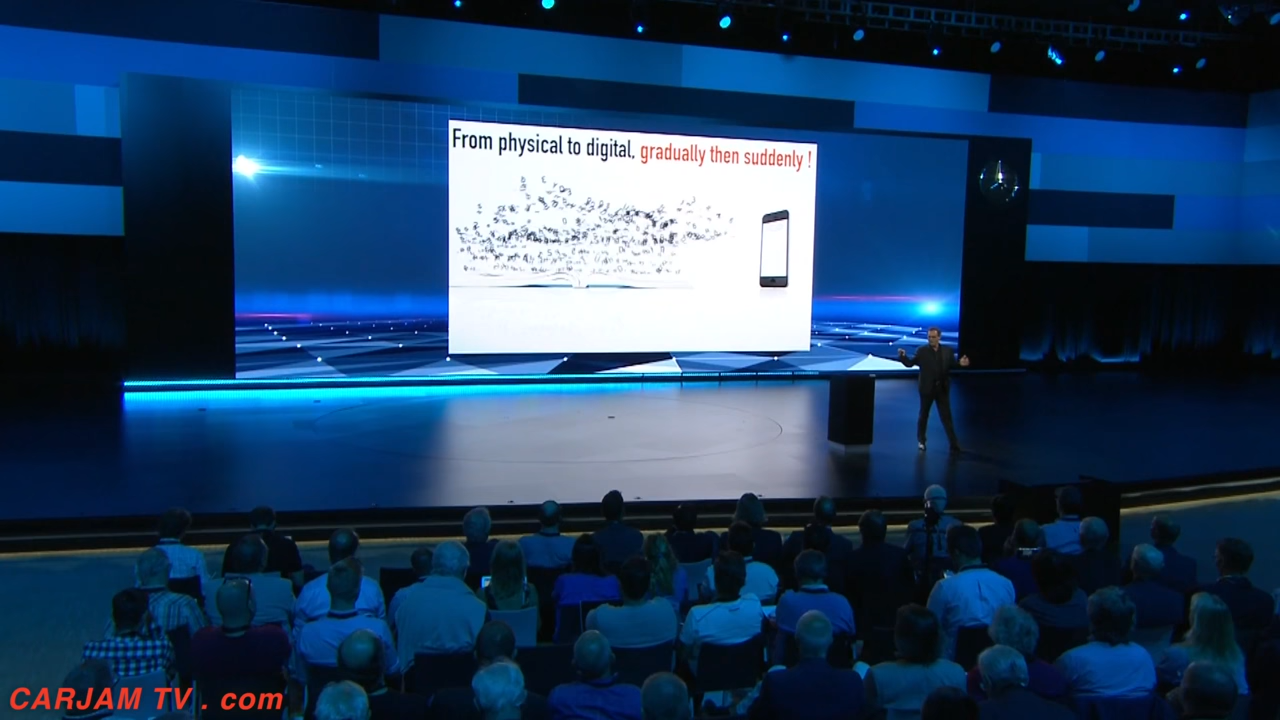 From physical to digital, gradually then suddenly !
CARJAM TV . com